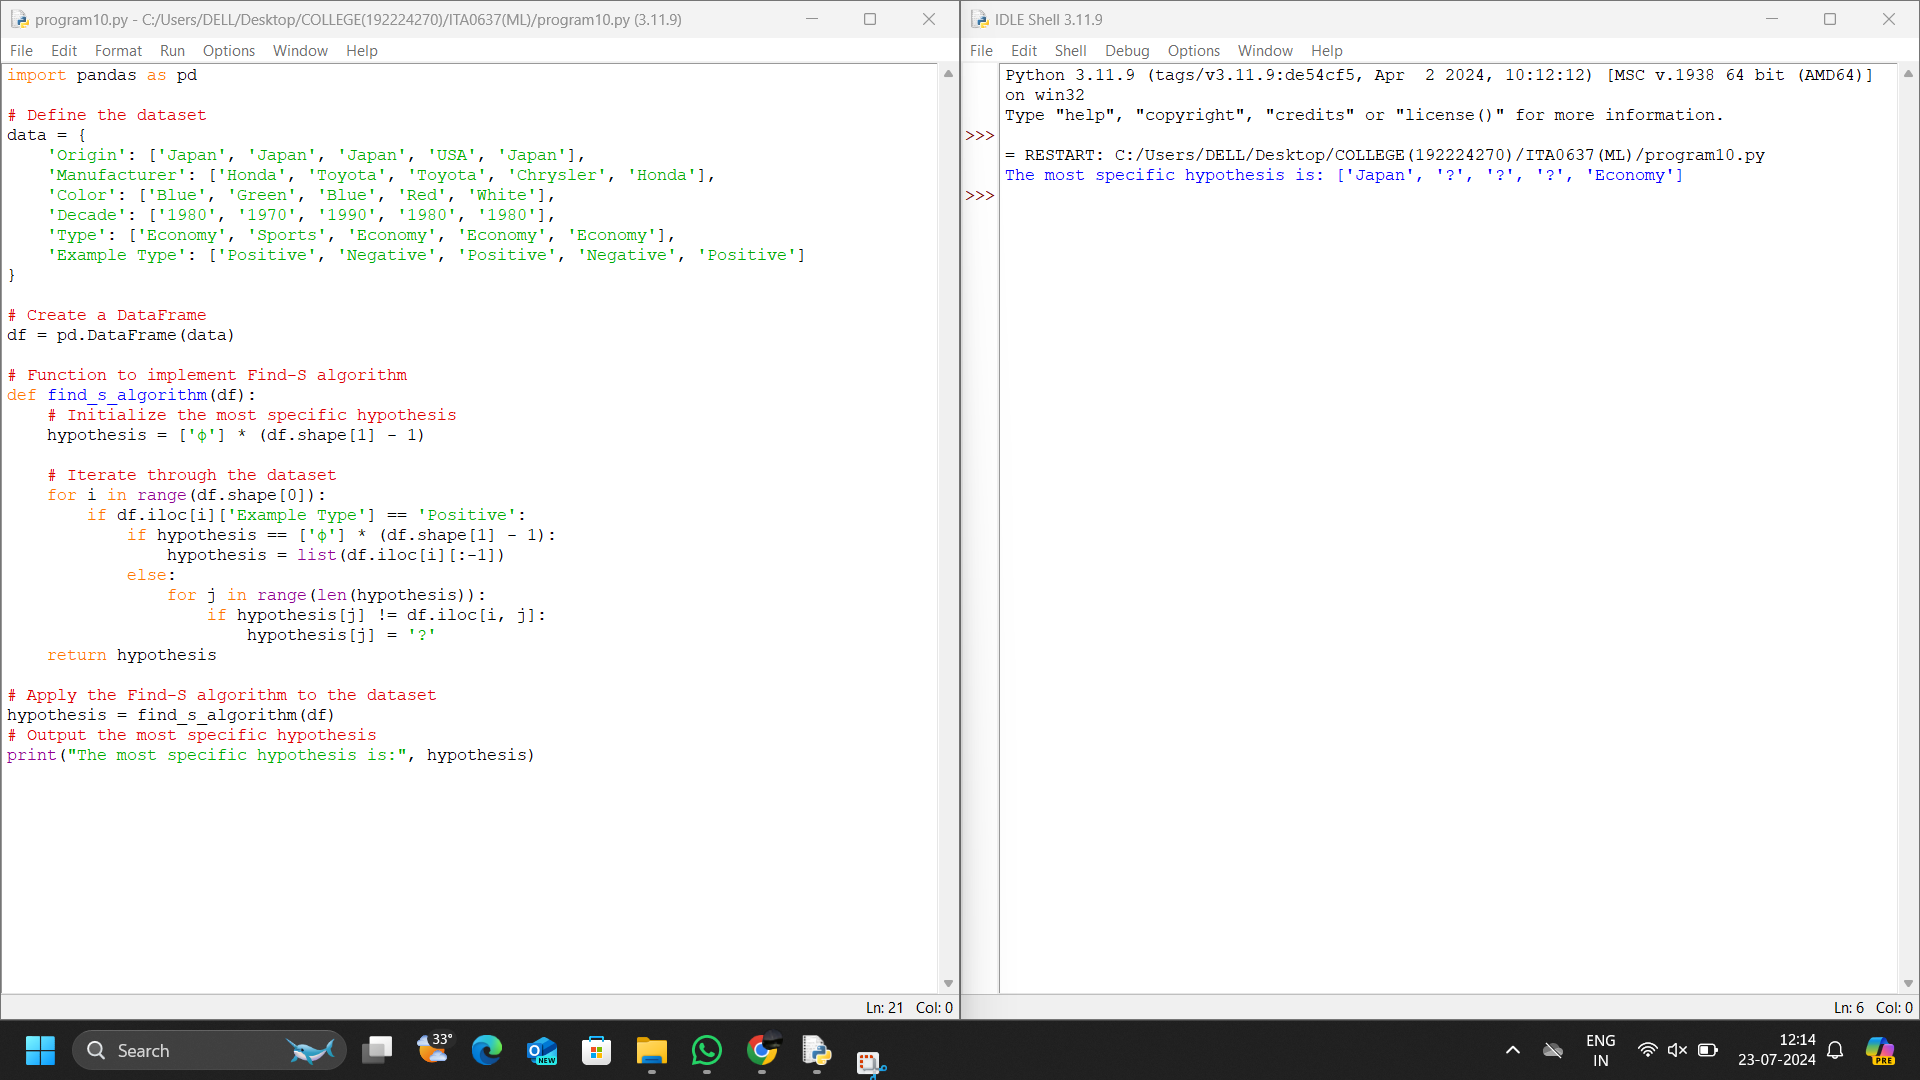 program10.py - C:/Users/DELL/Desktop/COLLEGE(192224270)/ITA0637(ML)/program10.py (3.11.9)
File Edit Format Run Options Window Help
import pandas as pd
# Define the dataset
data = {
    'Origin': ['Japan', 'Japan', 'Japan', 'USA', 'Japan'],
    'Manufacturer': ['Honda', 'Toyota', 'Toyota', 'Chrysler', 'Honda'],
    'Color': ['Blue', 'Green', 'Blue', 'Red', 'White'],
    'Decade': ['1980', '1970', '1990', '1980', '1980'],
    'Type': ['Economy', 'Sports', 'Economy', 'Economy', 'Economy'],
    'Example Type': ['Positive', 'Negative', 'Positive', 'Negative', 'Positive']
}
# Create a DataFrame
df = pd.DataFrame(data)
# Function to implement Find-S algorithm
def find_s_algorithm(df):
    # Initialize the most specific hypothesis
    hypothesis = ['ф'] * (df.shape[1] - 1)
    # Iterate through the dataset
    for i in range(df.shape[0]):
        if df.iloc[i]['Example Type'] == 'Positive':
            if hypothesis == ['ф'] * (df.shape[1] - 1):
                hypothesis = list(df.iloc[i][:-1])
            else:
                for j in range(len(hypothesis)):
                    if hypothesis[j] != df.iloc[i, j]:
                        hypothesis[j] = '?'
    return hypothesis
# Apply the Find-S algorithm to the dataset
hypothesis = find_s_algorithm(df)
# Output the most specific hypothesis
print("The most specific hypothesis is:", hypothesis)
Ln: 21 Col: 0
IDLE Shell 3.11.9
File Edit Shell Debug Options Window Help
Python 3.11.9 (tags/v3.11.9:de54cf5, Apr  2 2024, 10:12:12) [MSC v.1938 64 bit (AMD64)]
on win32
Type "help", "copyright", "credits" or "license()" for more information.
>>>
= RESTART: C:/Users/DELL/Desktop/COLLEGE(192224270)/ITA0637(ML)/program10.py
The most specific hypothesis is: ['Japan', '?', '?', '?', 'Economy']
>>>
Ln: 6 Col: 0
Search
33°
NEW
ENG
IN
12:14
23-07-2024
PRE